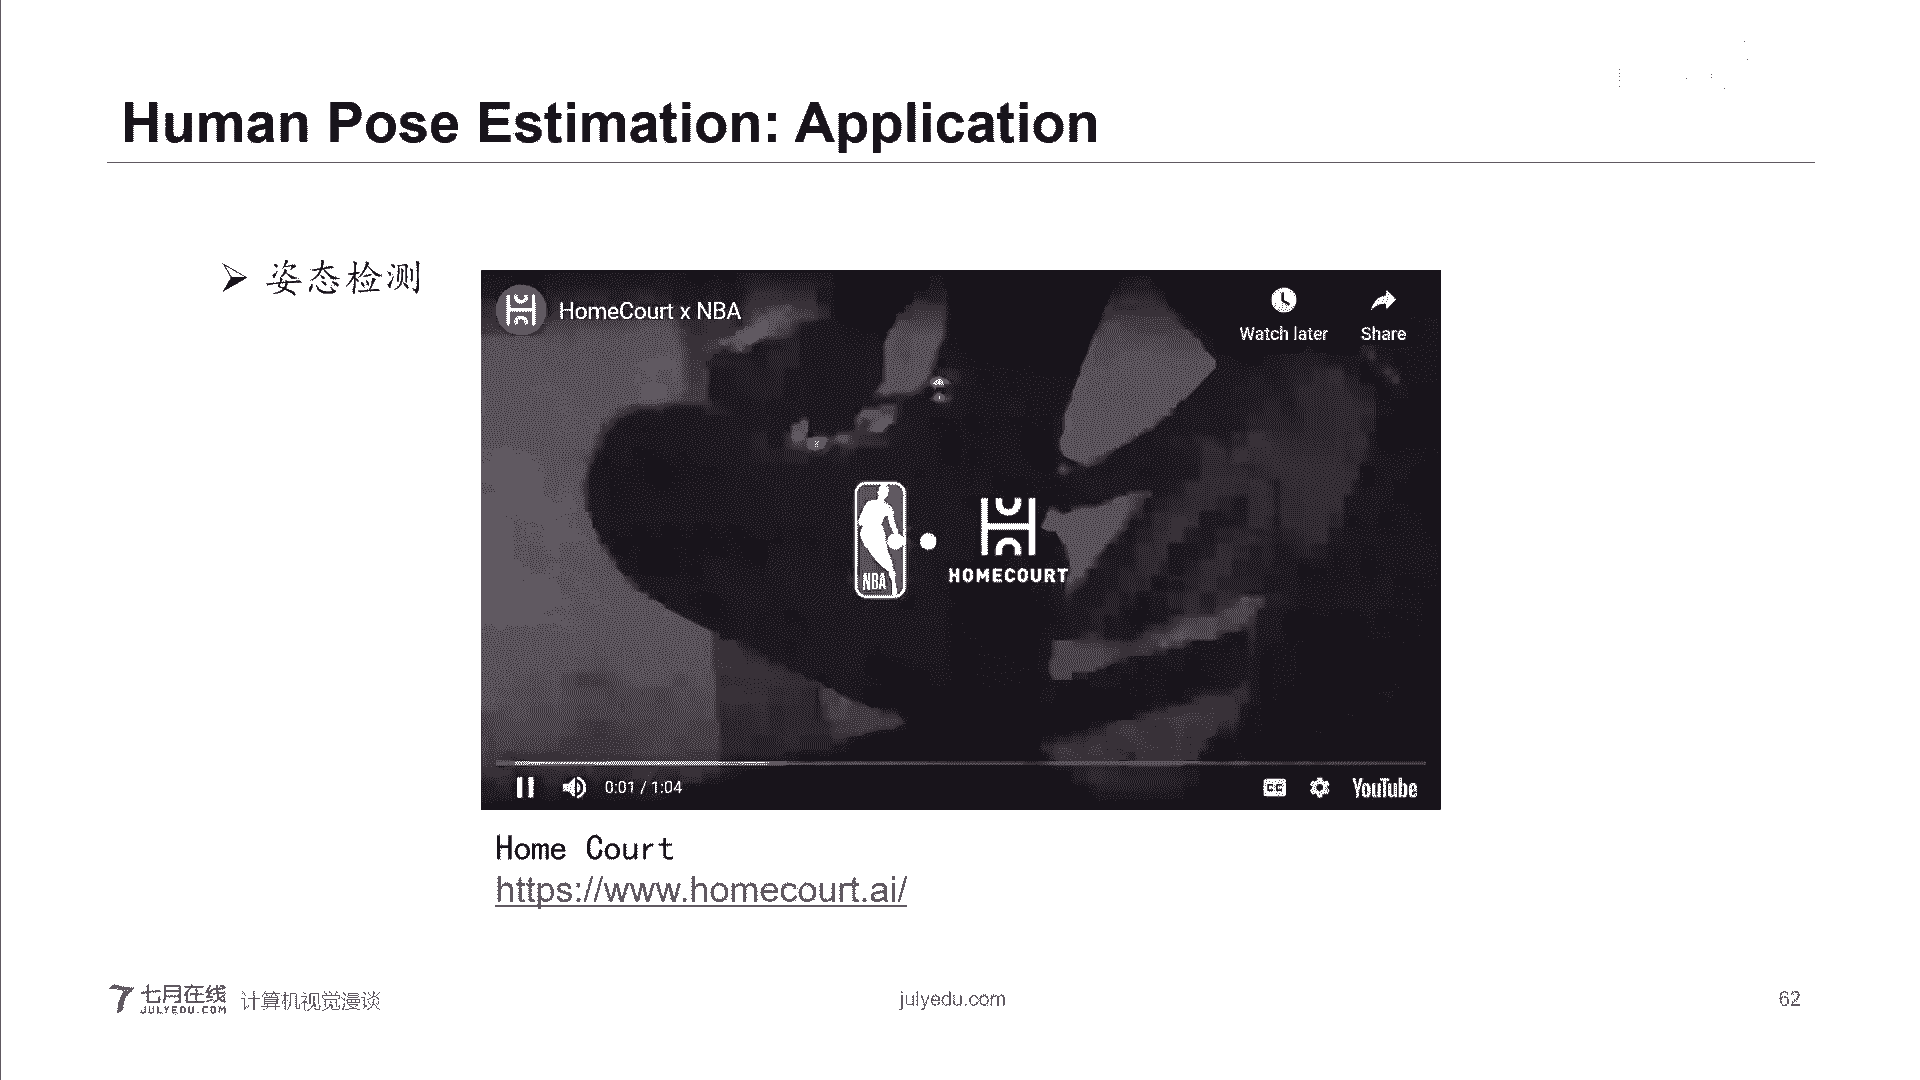 Human Pose Estimation: Application
➢ 姿态检测
HomeCourt x NBA
Watch later
Share
NBA
HOMECOURT
0:01 / 1:04
CC
YouTube
Home Court
https://www.homecourt.ai/
七月在线
JULYEDU.COM
计算机视觉漫谈
julyedu.com
62